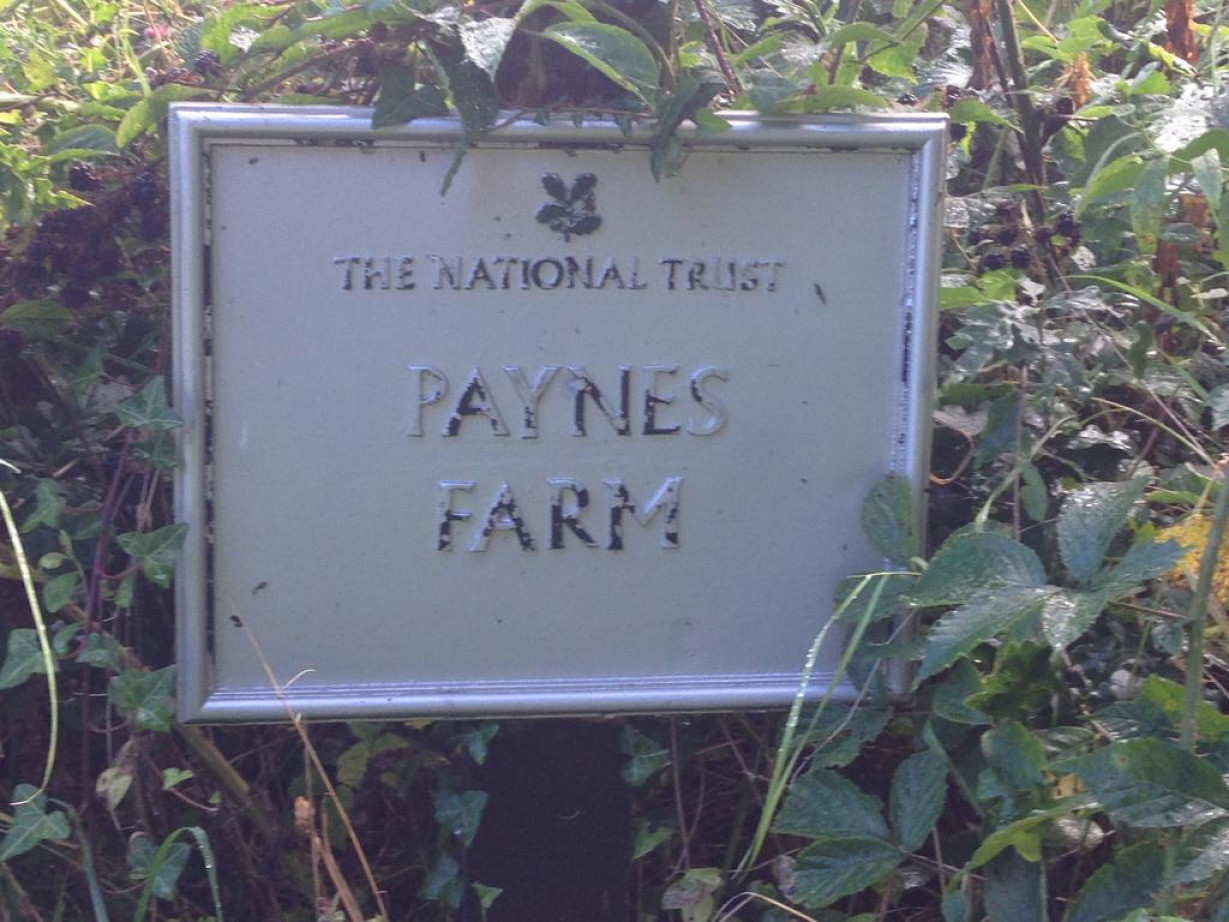 THE NATIONAL TRUST
PAYNES
FARM